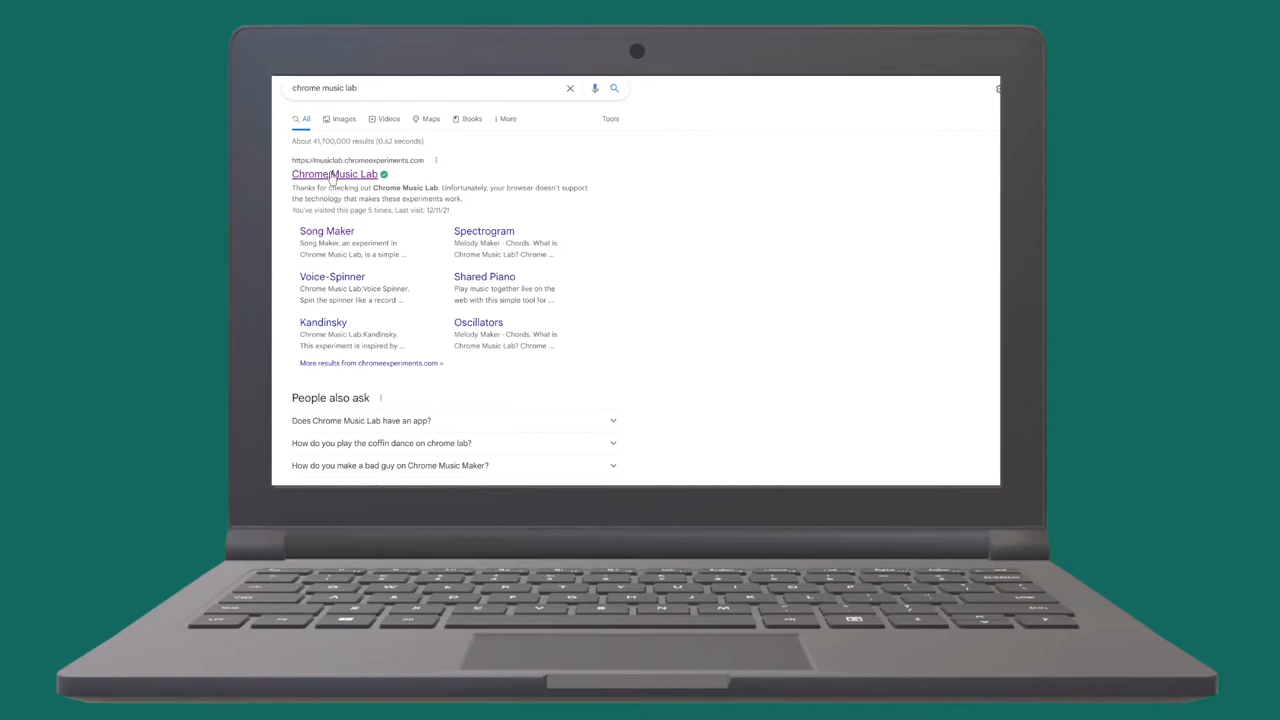 chrome music lab
All Images Videos Maps Books More Tools
About 41,700,000 results (0.62 seconds)
https://musiclab.chromeexperiments.com
Chrome Music Lab
Thanks for checking out Chrome Music Lab. Unfortunately, your browser doesn't support
the technology that makes these experiments work.
You've visited this page 5 times. Last visit: 12/11/21
Song Maker
Song Maker, an experiment in
Chrome Music Lab, is a simple ...
Spectrogram
Melody Maker · Chords. What is
Chrome Music Lab? Chrome ...
Voice-Spinner
Chrome Music Lab:Voice Spinner.
Spin the spinner like a record ...
Shared Piano
Play music together live on the
web with this simple tool for ...
Kandinsky
Chrome Music Lab:Kandinsky.
This experiment is inspired by ...
Oscillators
Melody Maker · Chords. What is
Chrome Music Lab? Chrome ...
More results from chromeexperiments.com »
People also ask
Does Chrome Music Lab have an app?
How do you play the coffin dance on chrome lab?
How do you make a bad guy on Chrome Music Maker?